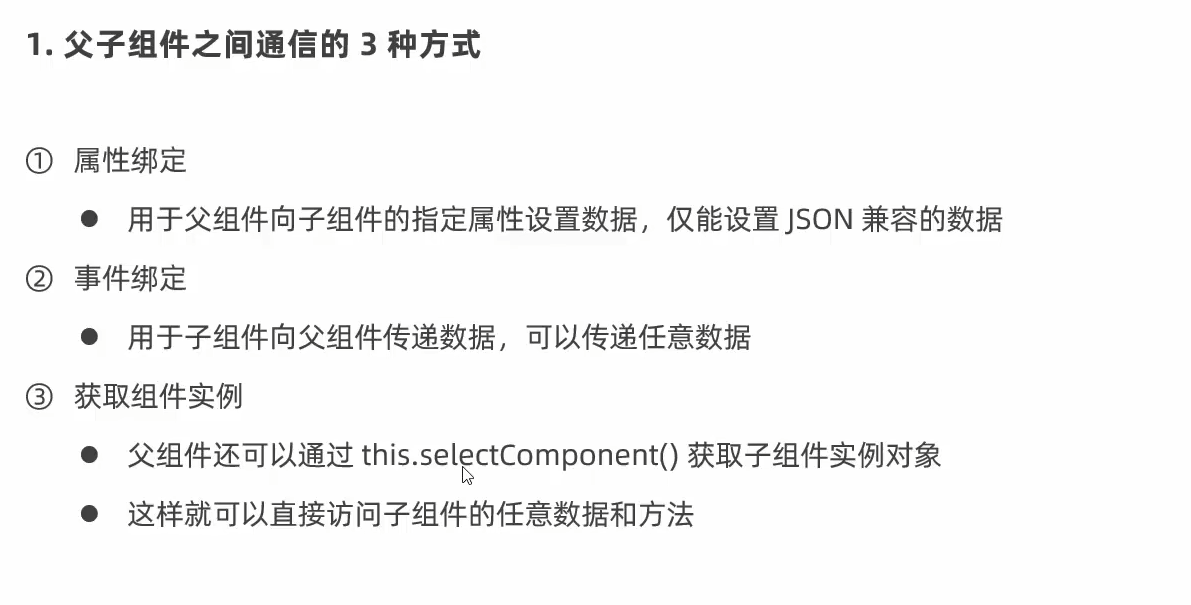 1. 父子组件之间通信的 3 种方式
① 属性绑定
● 用于父组件向子组件的指定属性设置数据，仅能设置 JSON 兼容的数据
② 事件绑定
● 用于子组件向父组件传递数据，可以传递任意数据
③ 获取组件实例
● 父组件还可以通过 this.selectComponent() 获取子组件实例对象
● 这样就可以直接访问子组件的任意数据和方法